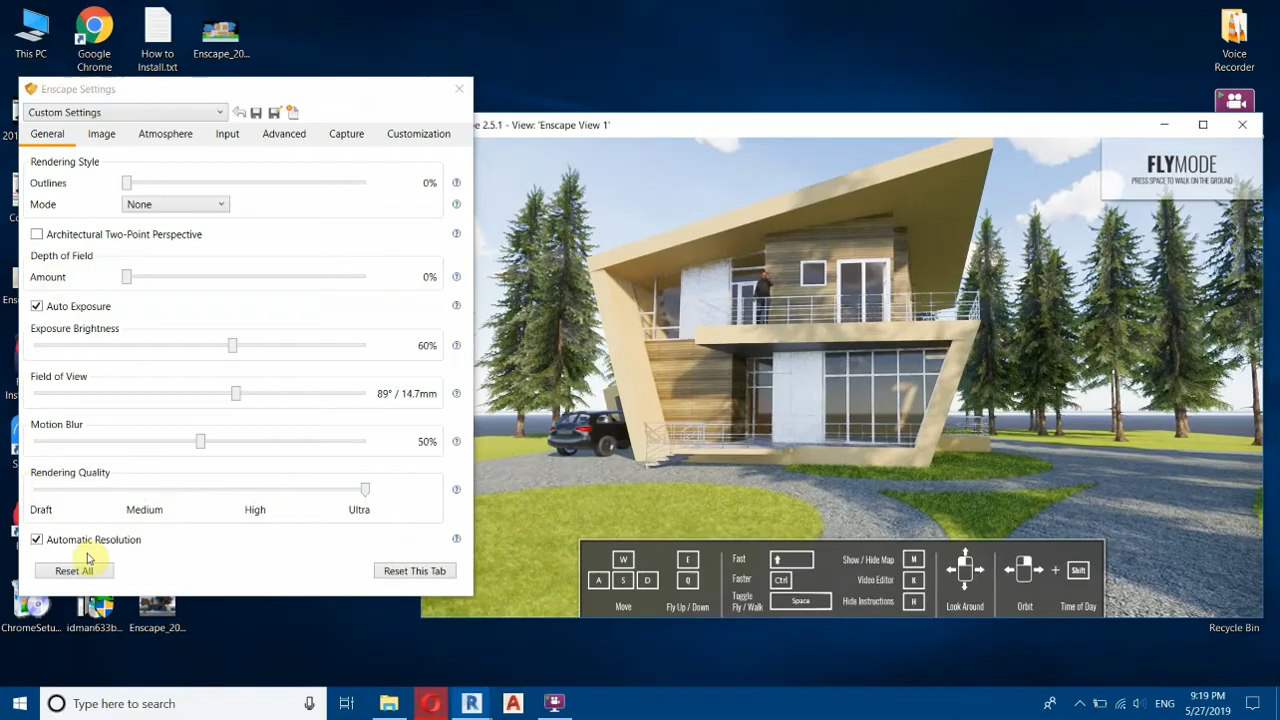 This PC
Google Chrome
How to Install.txt
Enscape_20...
Voice Recorder
Enscape Settings
2.5.1 - View: 'Enscape View 1'
Custom Settings
General Image Atmosphere Input Advanced Capture Customization
Rendering Style
Outlines 0%
Mode None
Architectural Two-Point Perspective
Depth of Field
Amount 0%
Auto Exposure
Exposure Brightness
60%
Field of View
89° / 14.7mm
Motion Blur
50%
Rendering Quality
Draft Medium High Ultra
Automatic Resolution
Reset All Reset This Tab
FLYMODE
PRESS SPACE TO WALK ON THE GROUND
W E
A S D Q
Move
Fly Up / Down
Fast
Faster Ctrl
Toggle Fly / Walk Space
Show / Hide Map M
Video Editor K
Hide Instructions H
Look Around
Orbit
+ Shift
Time of Day
ChromeSetu...
idman633b...
Enscape_20...
Recycle Bin
Type here to search
ENG
9:19 PM
5/27/2019